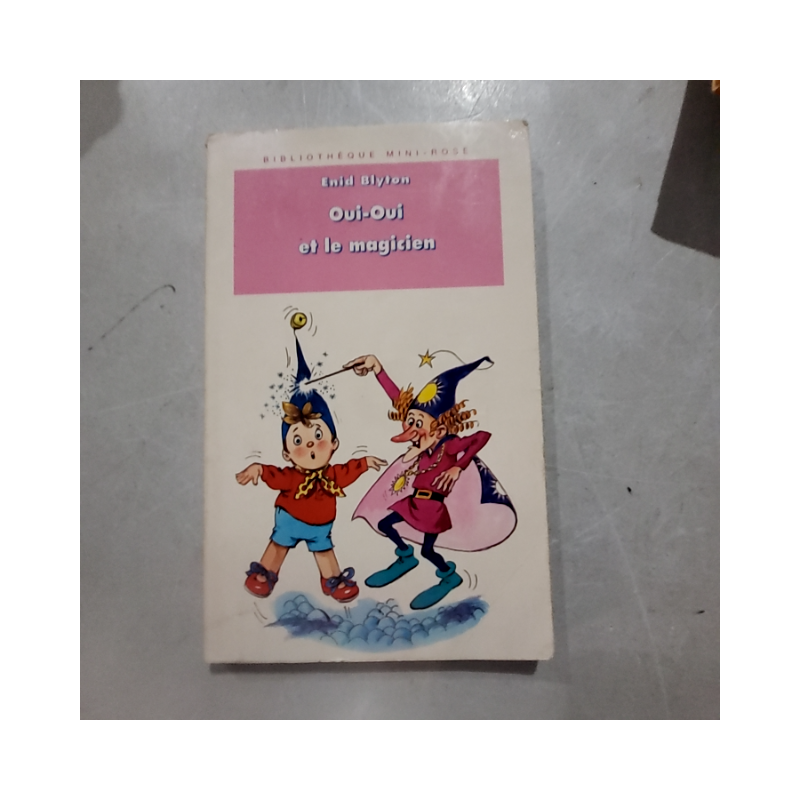 BIBLIOTHÈQUE MINI-ROSE
Enid Blyton
Oui-Oui
et le magicien